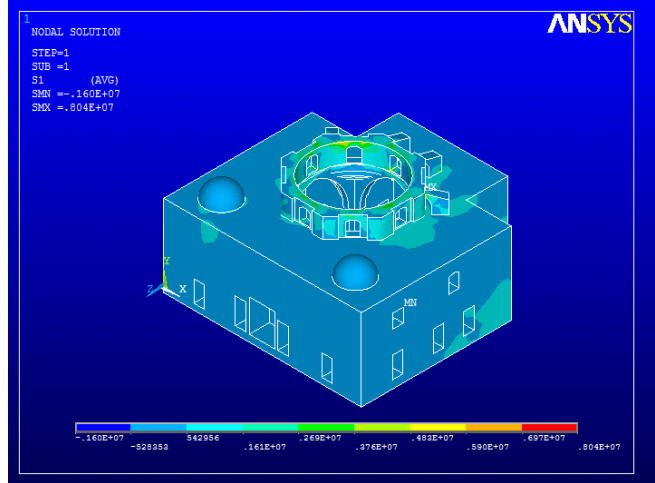 1
NODAL SOLUTION
ANSYS
STEP=1
SUB =1
S1 (AVG)
SMN =-.160E+07
SMX =.804E+07
MX
Y
Z X
MN
-.160E+07 542956 .269E+07 .483E+07 .697E+07
-528353 .161E+07 .376E+07 .590E+07 .804E+07